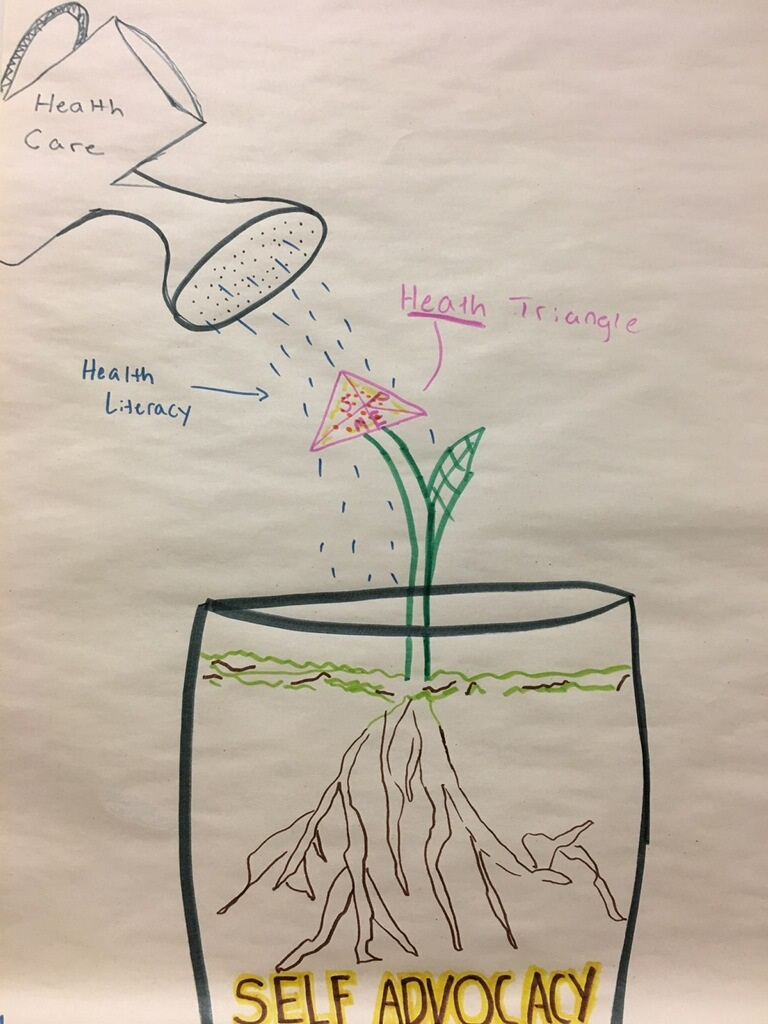 Health
Care
Heath Triangle
Health
Literacy
S P
M E
SELF ADVOCACY